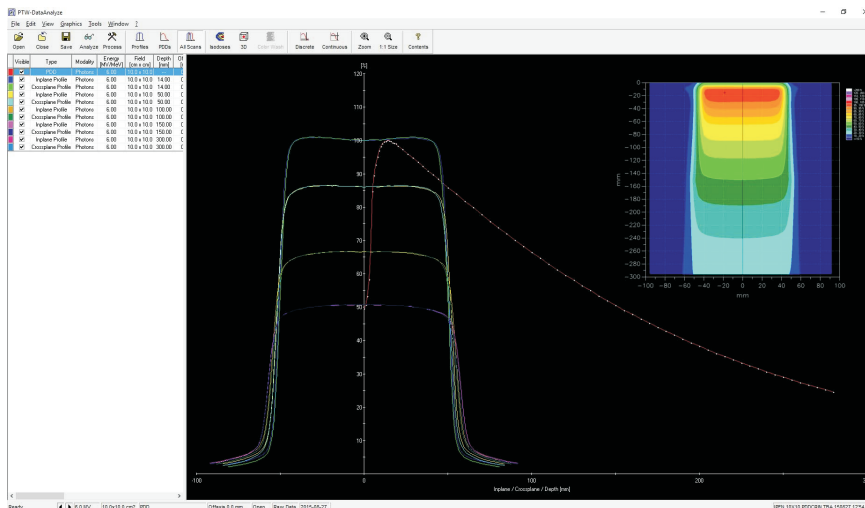 PTW-DataAnalyze
File Edit View Graphics Tools Window ?
Open Close Save Analyze Process Profiles PDDs All Scans Isodoses 3D Color Wash Discrete Continuous Zoom 1:1 Size Contents
Visible Type Modality Energy [MV/MeV] Field [cm x cm] Depth [mm]
PDD Photons 6.00 10.0 x 10.0
Inplane Profile Photons 6.00 10.0 x 10.0 14.00
Crossplane Profile Photons 6.00 10.0 x 10.0 14.00
Inplane Profile Photons 6.00 10.0 x 10.0 50.00
Crossplane Profile Photons 6.00 10.0 x 10.0 50.00
Inplane Profile Photons 6.00 10.0 x 10.0 100.00
Crossplane Profile Photons 6.00 10.0 x 10.0 100.00
Inplane Profile Photons 6.00 10.0 x 10.0 150.00
Crossplane Profile Photons 6.00 10.0 x 10.0 150.00
Inplane Profile Photons 6.00 10.0 x 10.0 300.00
Crossplane Profile Photons 6.00 10.0 x 10.0 300.00
[%]
120
110
100
90
80
70
60
50
40
30
20
10
-100 0 100 200
Inplane / Crossplane / Depth [mm]
0
-20
-40
-60
-80
-100
-120
-140
-160
-180
-200
-220
-240
-260
-280
-300
mm
-100 -80 -60 -40 -20 0 20 40 60 80 100
mm
Ready 6.0 MV 10.0x10.0 cm2 PDD Offaxis 0.0 mm Open Raw Data 2015-08-27